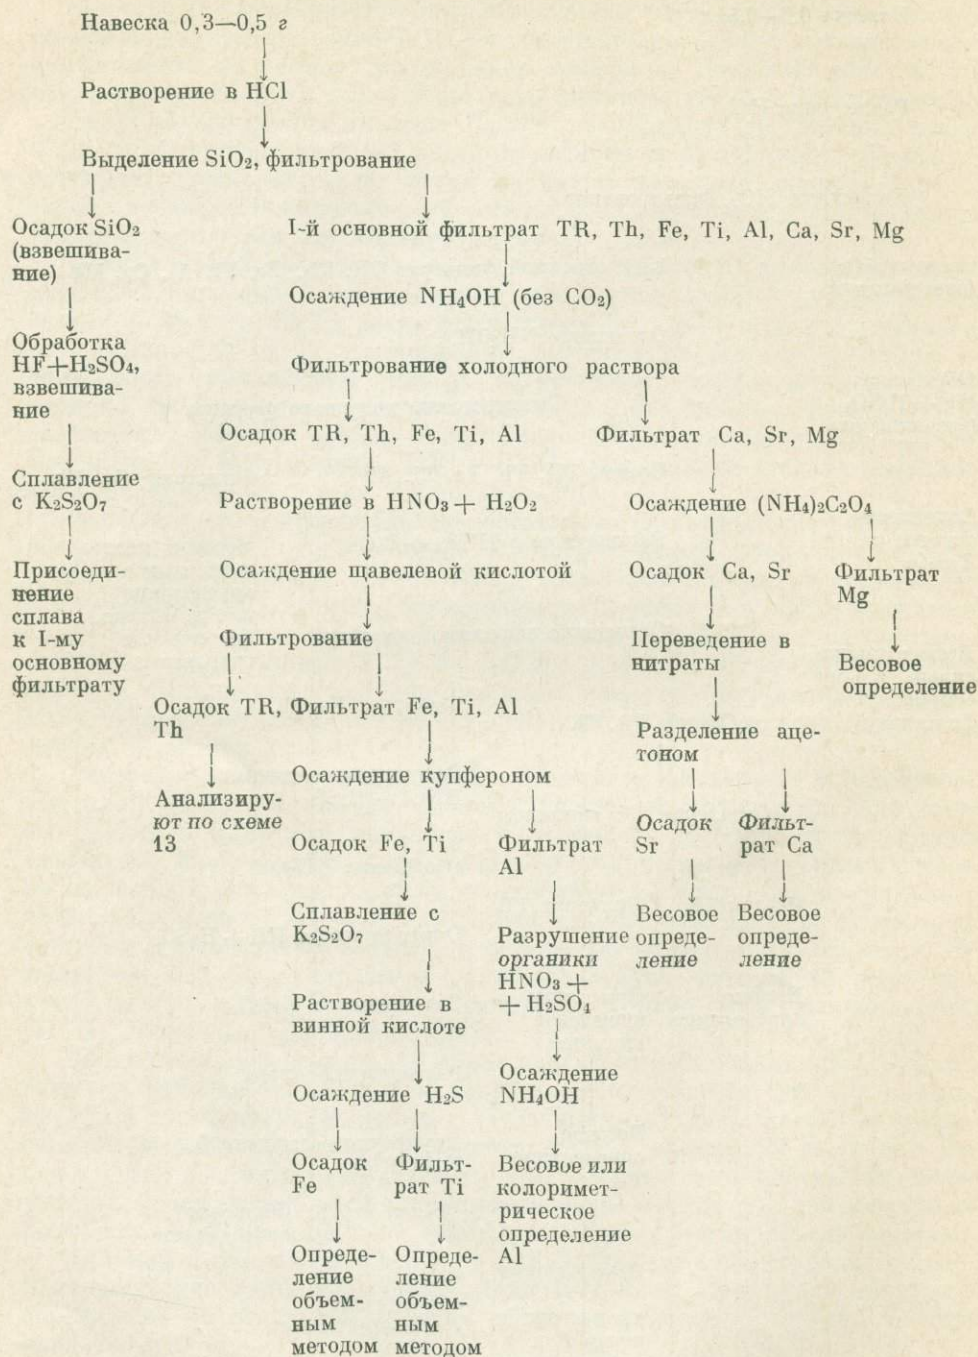 Навеска 0,3—0,5 г
Растворение в HCl
Выделение SiO₂, фильтрование
Осадок SiO₂
(взвешива-
ние)
Обработка
HF+H₂SO₄,
взвешива-
ние
Сплавление
с K₂S₂O₇
Присоеди-
нение
сплава
к I-му
основному
фильтрату
I-й основной фильтрат TR, Th, Fe, Ti, Al, Ca, Sr, Mg
Осаждение NH₄OH (без CO₂)
Фильтрование холодного раствора
Осадок TR, Th, Fe, Ti, Al
Растворение в HNO₃ + H₂O₂
Осаждение щавелевой кислотой
Фильтрование
Осадок TR,
Th
Анализиру-
ют по схеме
13
Фильтрат Fe, Ti, Al
Осаждение купфероном
Осадок Fe, Ti
Сплавление с
K₂S₂O₇
Растворение в
винной кислоте
Осаждение H₂S
Осадок
Fe
Опреде-
ление
объем-
ным
методом
Фильт-
рат Ti
Опреде-
ление
объем-
ным
методом
Фильтрат
Al
Разрушение
органики
HNO₃ +
+ H₂SO₄
Осаждение
NH₄OH
Весовое или
колоримет-
рическое
определение
Al
Фильтрат Ca, Sr, Mg
Осаждение (NH₄)₂C₂O₄
Осадок Ca, Sr
Переведение в
нитраты
Разделение аце-
тоном
Осадок
Sr
Весовое
опреде-
ление
Фильт-
рат Ca
Весовое
опреде-
ление
Фильтрат
Mg
Весовое
определение